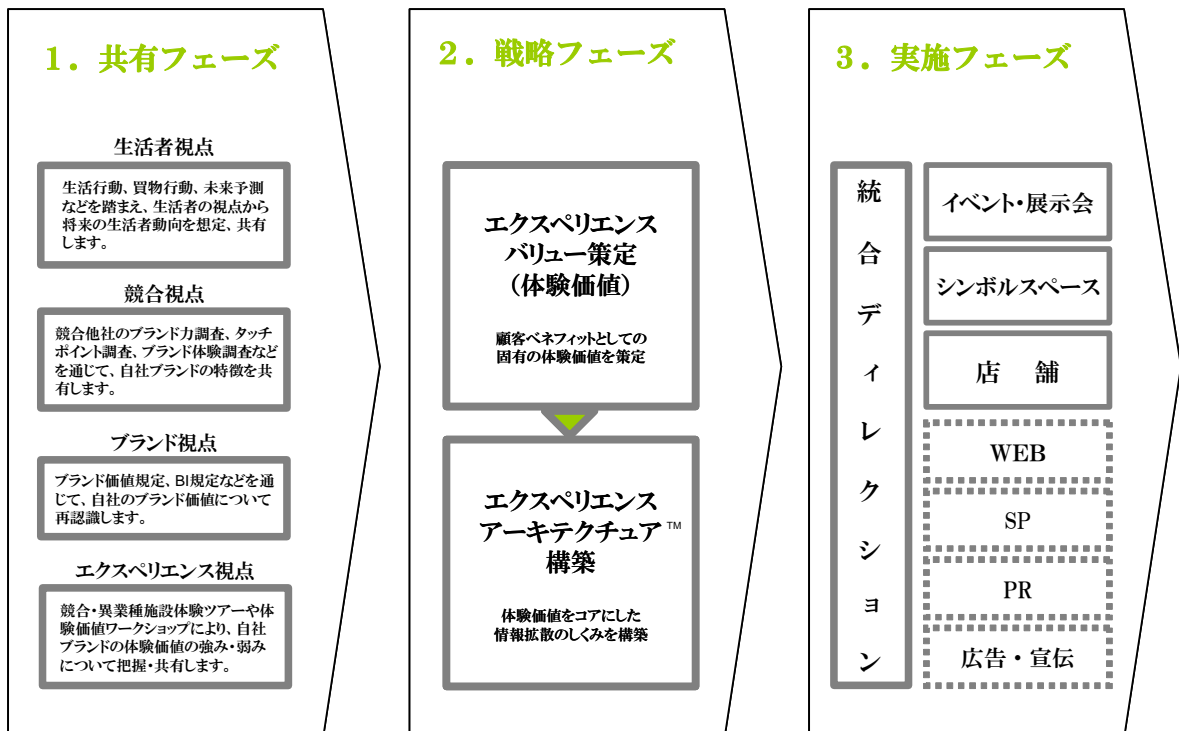 1．共有フェーズ
生活者視点
生活行動、買物行動、未来予測
などを踏まえ、生活者の視点から
将来の生活者動向を想定、共有
します。
競合視点
競合他社のブランド力調査、タッチ
ポイント調査、ブランド体験調査など
を通じて、自社ブランドの特徴を共
有します。
ブランド視点
ブランド価値規定、BI規定などを通
じて、自社のブランド価値について
再認識します。
エクスペリエンス視点
競合・異業種施設体験ツアーや体
験価値ワークショップにより、自社
ブランドの体験価値の強み・弱み
について把握・共有します。
2．戦略フェーズ
エクスペリエンス
バリュー策定
（体験価値）
顧客ベネフィットとしての
固有の体験価値を策定
エクスペリエンス
アーキテクチュア™
構築
体験価値をコアにした
情報拡散のしくみを構築
3．実施フェーズ
統合ディレクション
イベント・展示会
シンボルスペース
店　舗
WEB
SP
PR
広告・宣伝